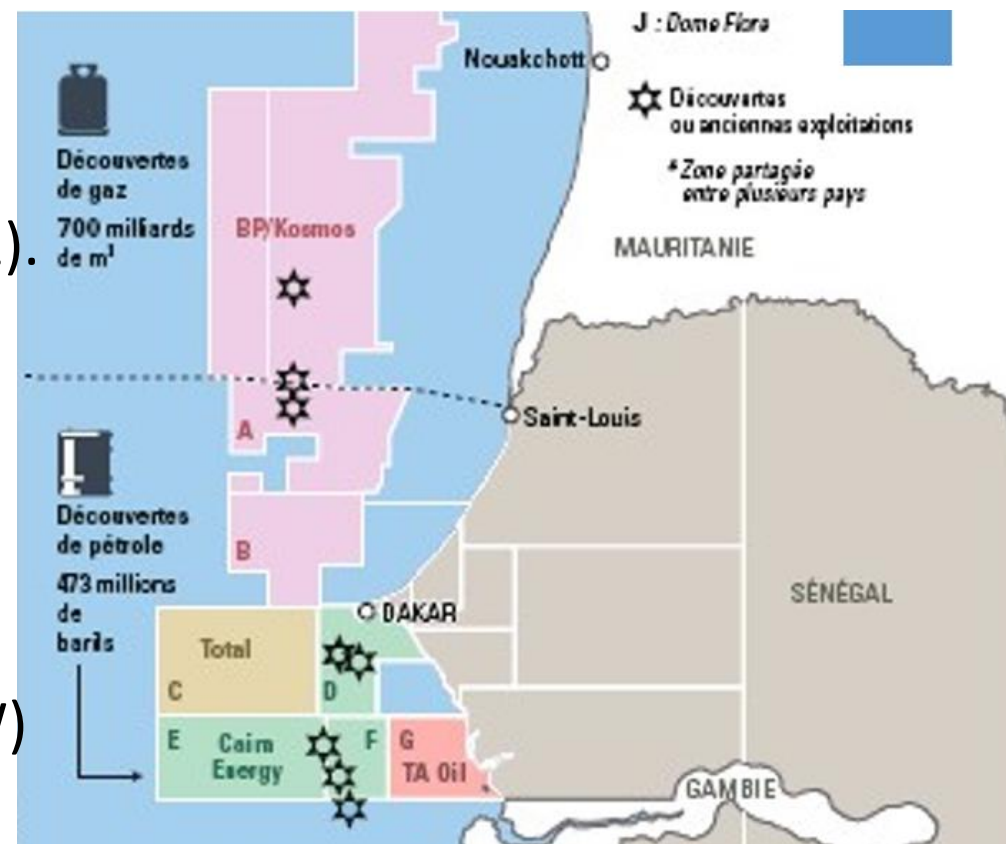 J : Dome Flore
Nouakchott
Découvertes
ou anciennes exploitations
*Zone partagée
entre plusieurs pays
Découvertes
de gaz
700 milliards
de m³
).
BP/Kosmos
MAURITANIE
Saint-Louis
A
Découvertes
de pétrole
473 millions
de
barils
B
SÉNÉGAL
DAKAR
Total
C
D
)
E
Cairn
Energy
F
G
TA Oil
GAMBIE